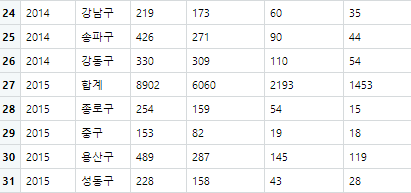 24 2014 강남구 219 173 60 35
25 2014 송파구 426 271 90 44
26 2014 강동구 330 309 110 54
27 2015 합계 8902 6060 2193 1453
28 2015 종로구 254 159 54 15
29 2015 중구 153 82 19 18
30 2015 용산구 489 287 145 119
31 2015 성동구 228 158 43 28